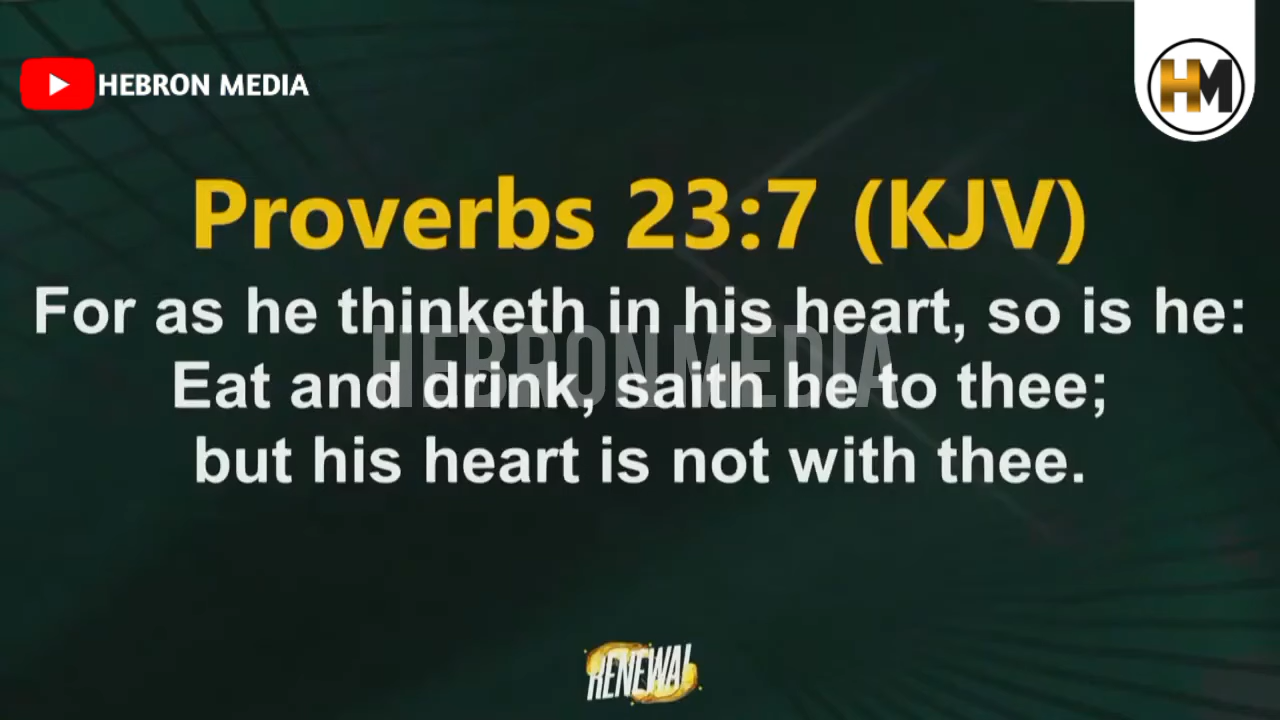 HEBRON MEDIA
HM
Proverbs 23:7 (KJV)
For as he thinketh in his heart, so is he:
HEBRON MEDIA
Eat and drink, saith he to thee;
but his heart is not with thee.
RENEWAL